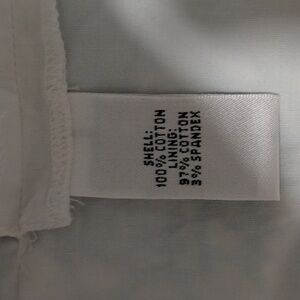 SHELL:
100% COTTON
LINING:
97% COTTON
3% SPANDEX